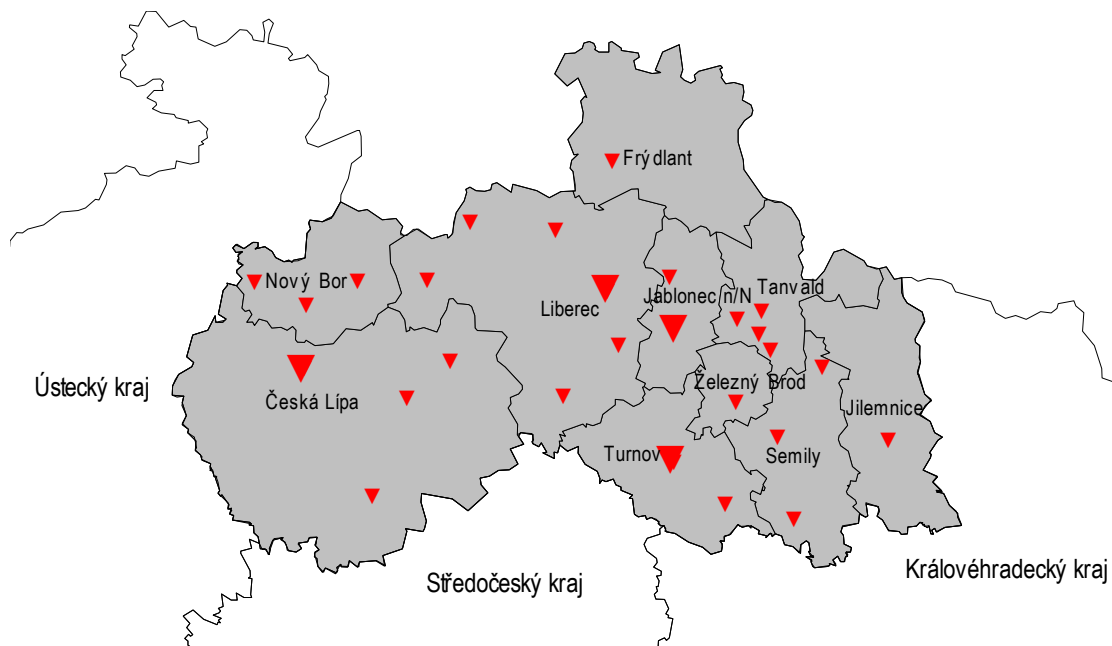 Frýdlant
Nový Bor
Tanvald
Jablonec n/N
Liberec
Ústecký kraj
Železný Brod
Česká Lípa
Jilemnice
Turnov
Semily
Královéhradecký kraj
Středočeský kraj